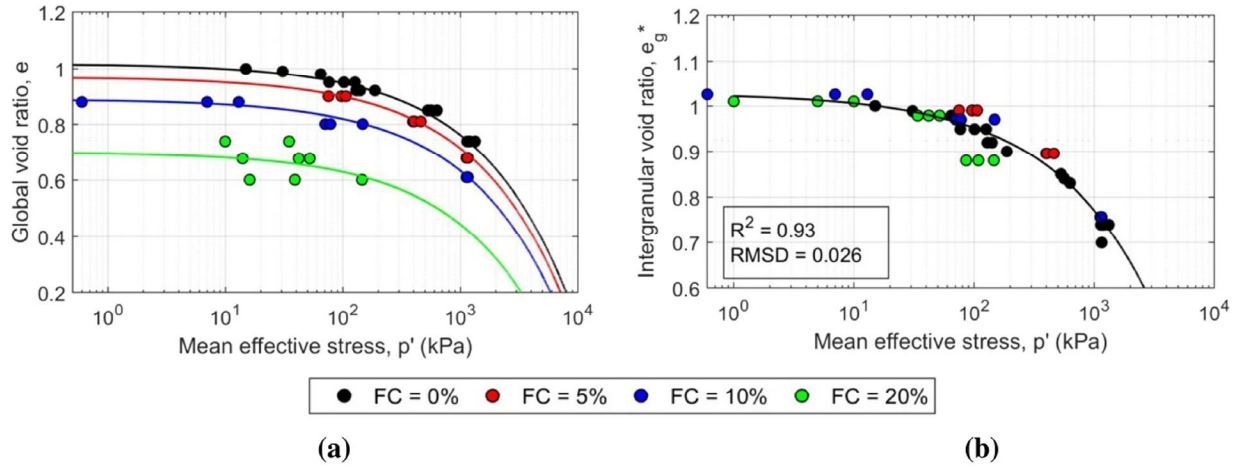 1.2
1
0.8
0.6
0.4
0.2
Global void ratio, e
10^0
10^1
10^2
10^3
10^4
Mean effective stress, p' (kPa)
1.2
1.1
1.0
0.9
0.8
0.7
0.6
Intergranular void ratio, e_g*
R^2 = 0.93
RMSD = 0.026
10^0
10^1
10^2
10^3
10^4
Mean effective stress, p' (kPa)
FC = 0% FC = 5% FC = 10% FC = 20%
(a) (b)